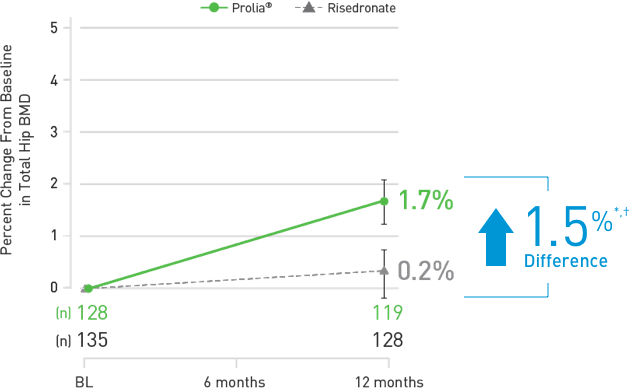 Prolia® Risedronate
Percent Change From Baseline
in Total Hip BMD
5
4
3
2
1
0
1.7%
0.2%
1.5%*,†
Difference
(n) 128 119
(n) 135 128
BL 6 months 12 months